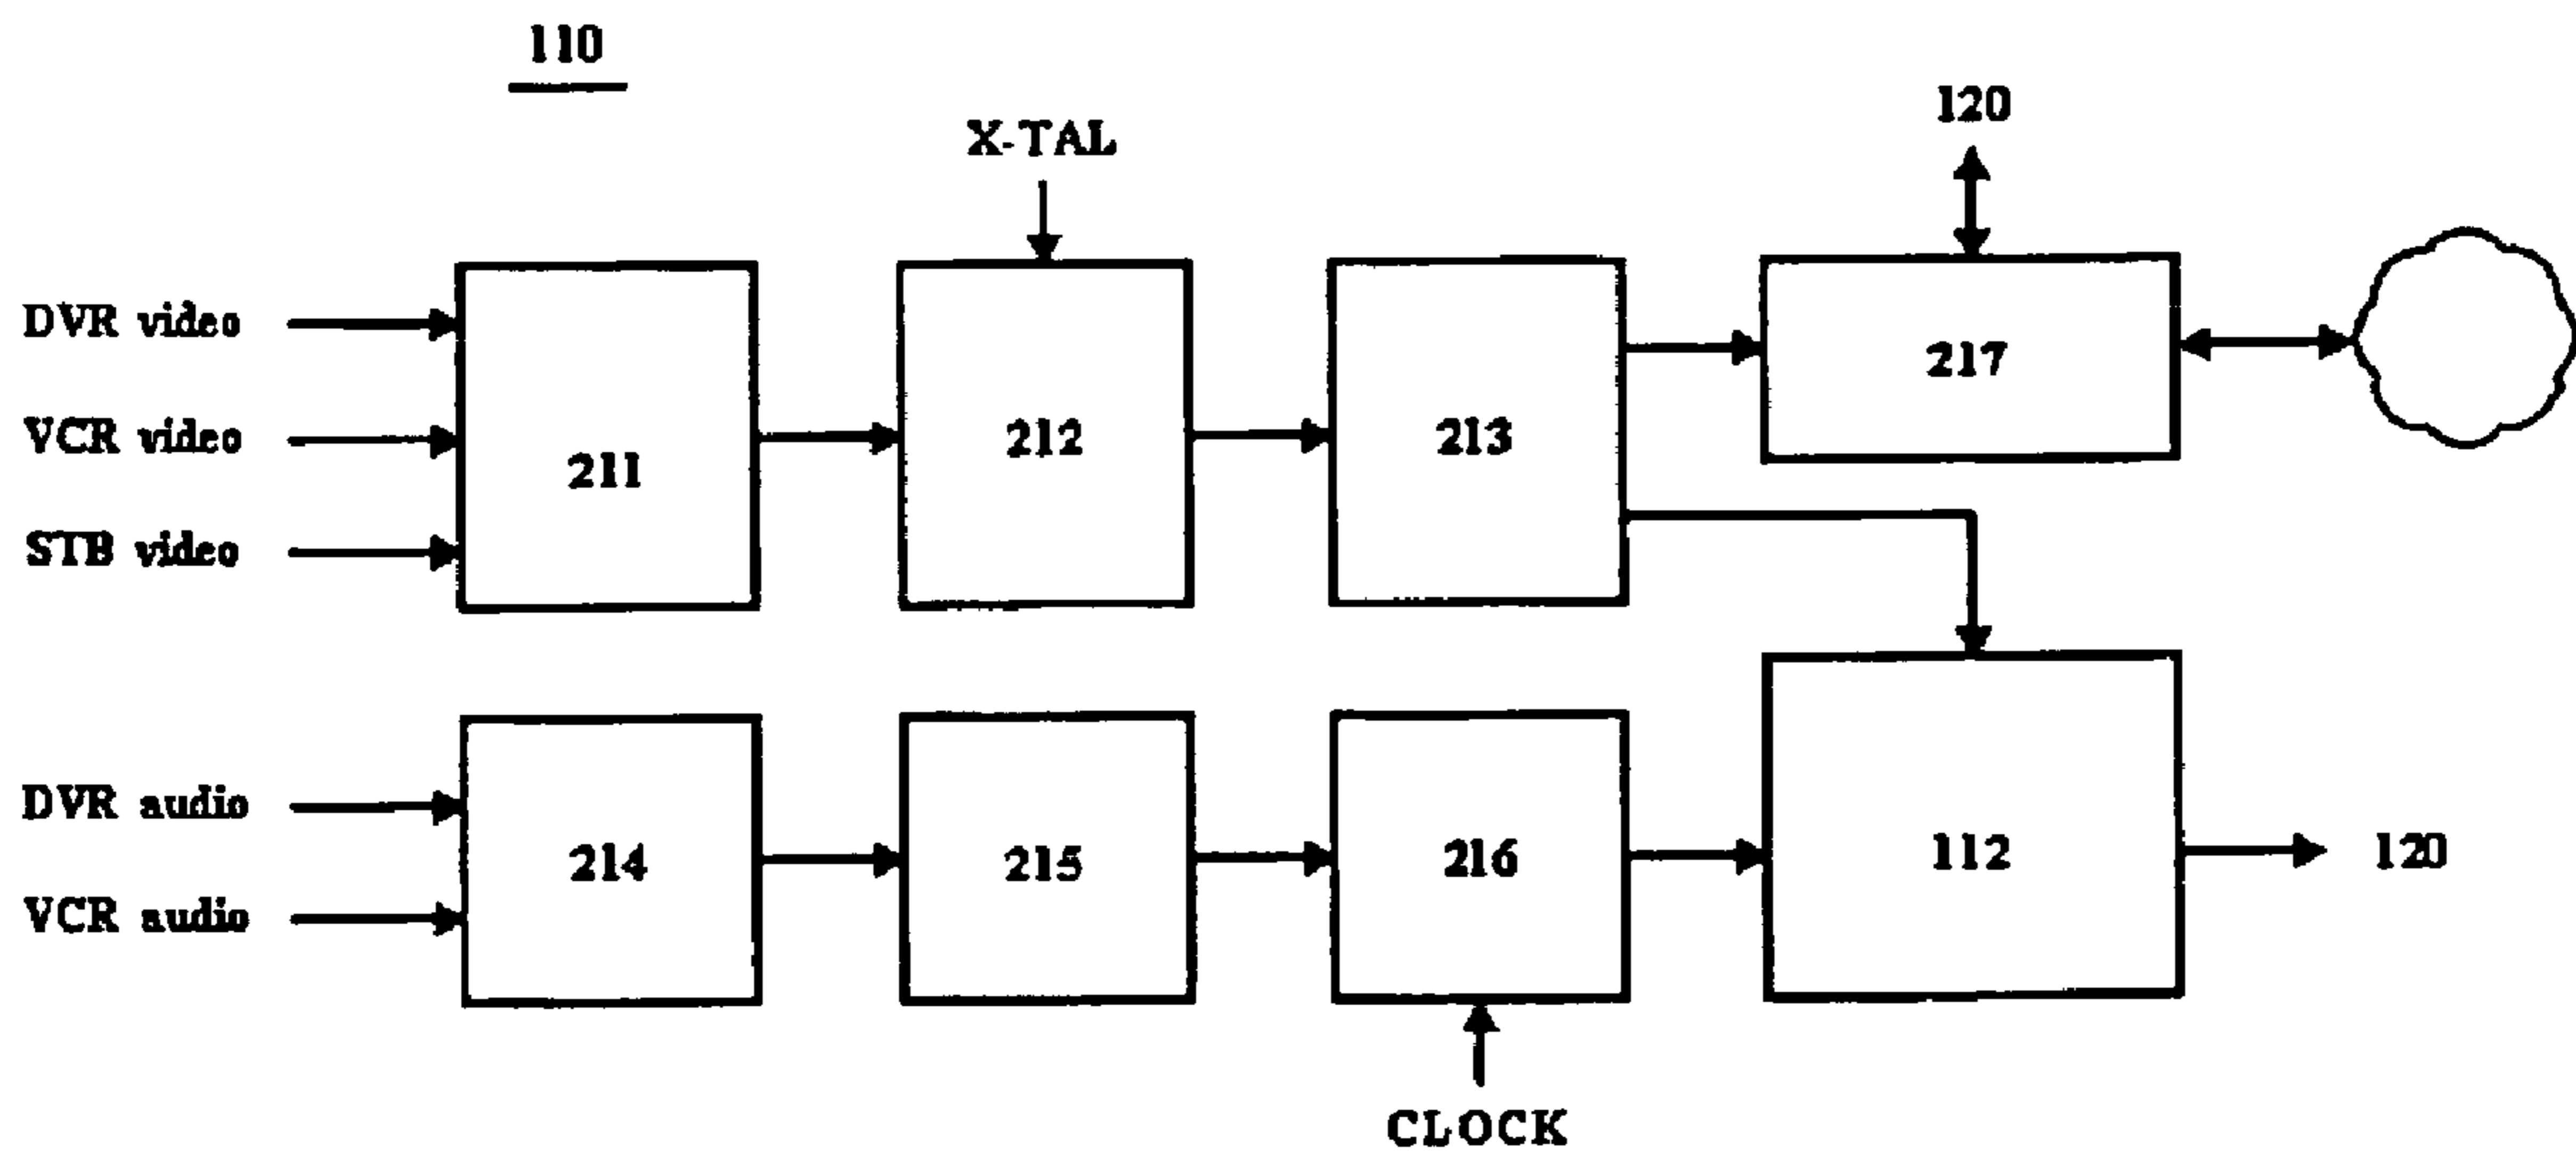 110
X-TAL
120
DVR video
VCR video
STB video
211
212
213
217
DVR audio
VCR audio
214
215
216
112
120
CLOCK